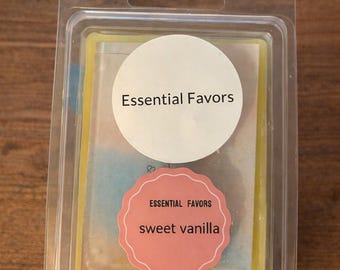 Essential Favors
ESSENTIAL FAVORS
sweet vanilla